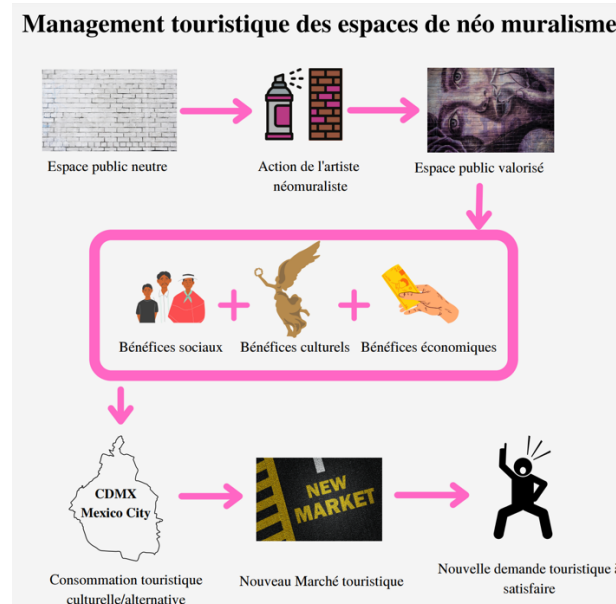 Management touristique des espaces de néo muralisme
Espace public neutre
Action de l'artiste
néomuraliste
Espace public valorisé
Bénéfices sociaux
Bénéfices culturels
Bénéfices économiques
CDMX
Mexico City
NEW
MARKET
Consommation touristique
culturelle/alternative
Nouveau Marché touristique
Nouvelle demande touristique à
satisfaire